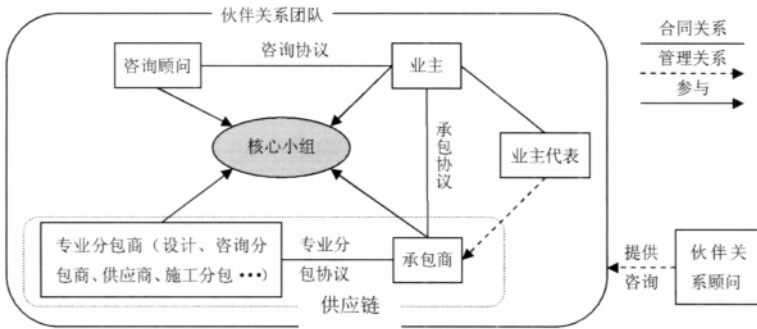 伙伴关系团队
咨询顾问
咨询协议
业主
合同关系
管理关系
参与
核心小组
承包协议
业主代表
专业分包商（设计、咨询分
包商、供应商、施工分包•••）
专业分
包协议
承包商
供应链
提供
咨询
伙伴关
系顾问